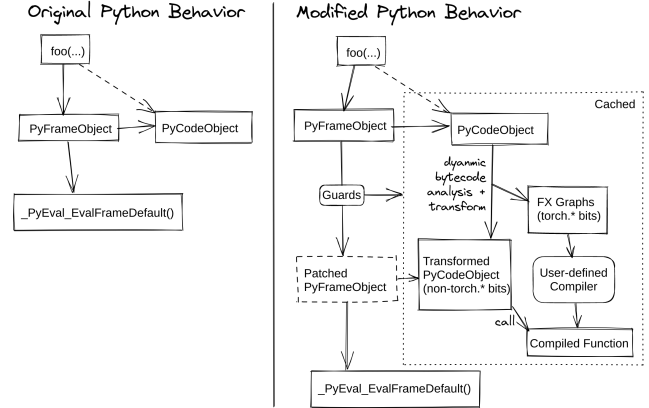 Original Python Behavior
foo(...)
PyFrameObject
PyCodeObject
_PyEval_EvalFrameDefault()
Modified Python Behavior
foo(...)
Cached
PyFrameObject
PyCodeObject
dyanmic
bytecode
analysis +
transform
Guards
FX Graphs
(torch.* bits)
Patched
PyFrameObject
Transformed
PyCodeObject
(non-torch.* bits)
User-defined
Compiler
call
Compiled Function
_PyEval_EvalFrameDefault()